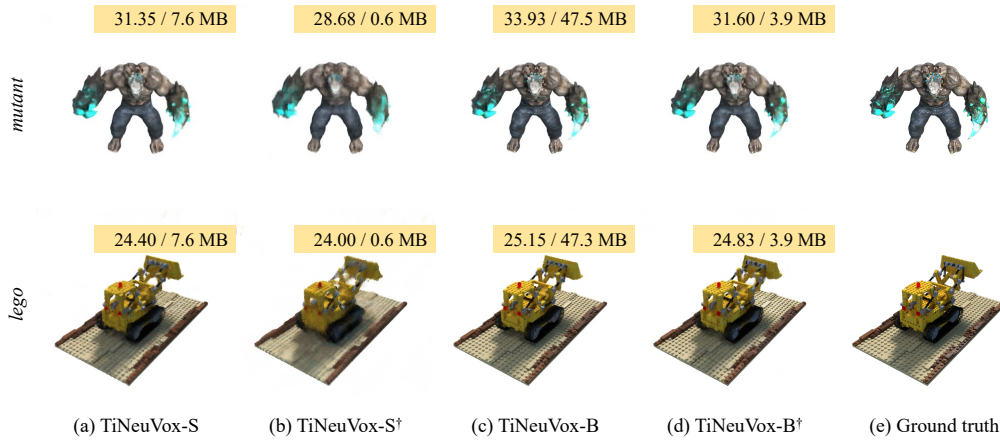 31.35 / 7.6 MB
28.68 / 0.6 MB
33.93 / 47.5 MB
31.60 / 3.9 MB
mutant
24.40 / 7.6 MB
24.00 / 0.6 MB
25.15 / 47.3 MB
24.83 / 3.9 MB
lego
(a) TiNeuVox-S
(b) TiNeuVox-S†
(c) TiNeuVox-B
(d) TiNeuVox-B†
(e) Ground truth